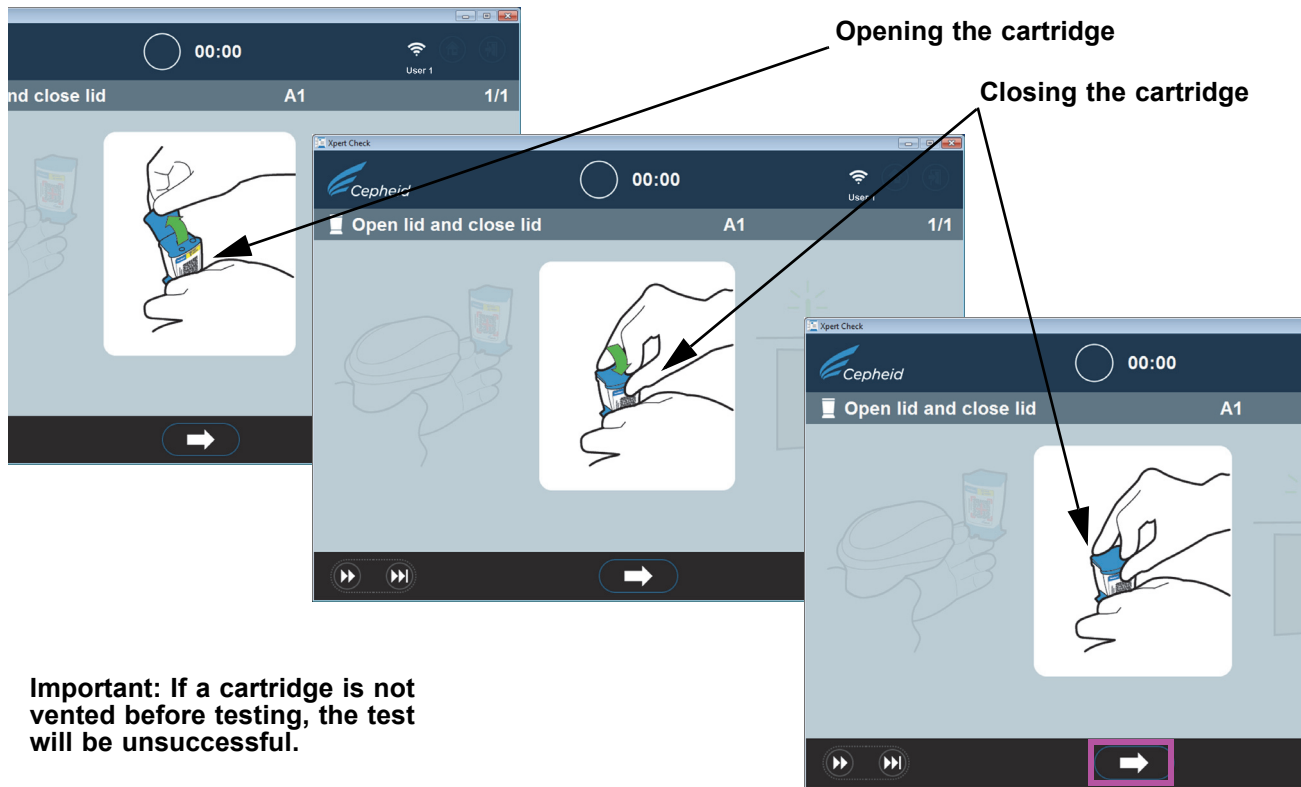 Opening the cartridge
Closing the cartridge
00:00
User 1
nd close lid A1 1/1
Xpert Check
Cepheid
00:00
User 1
Open lid and close lid A1 1/1
Xpert Check
Cepheid
00:00
Open lid and close lid A1
Important: If a cartridge is not
vented before testing, the test
will be unsuccessful.